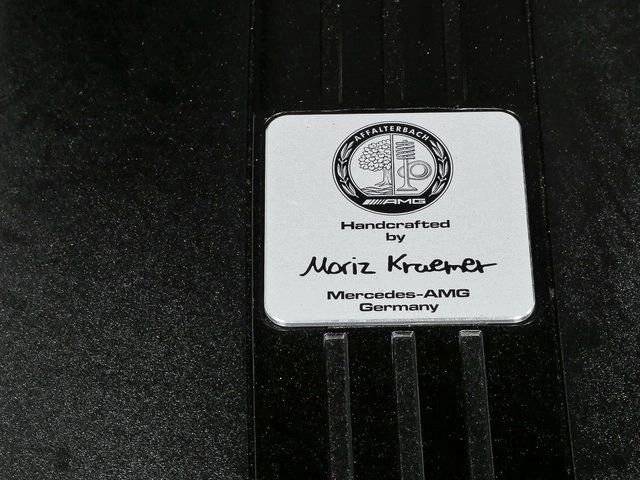 AFFALTERBACH
AMG
Handcrafted
by
Moriz Kraemer
Mercedes-AMG
Germany